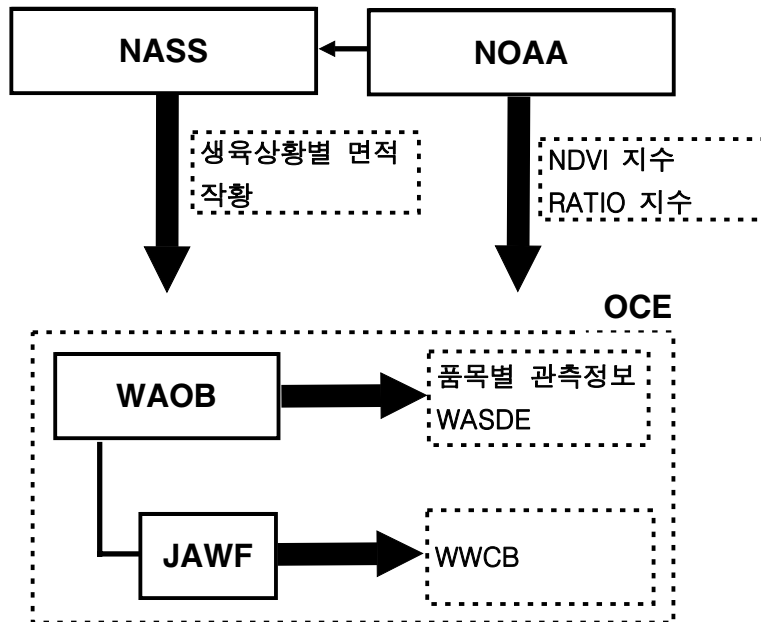 NASS
NOAA
생육상황별 면적
작황
NDVI 지수
RATIO 지수
OCE
WAOB
품목별 관측정보
WASDE
JAWF
WWCB